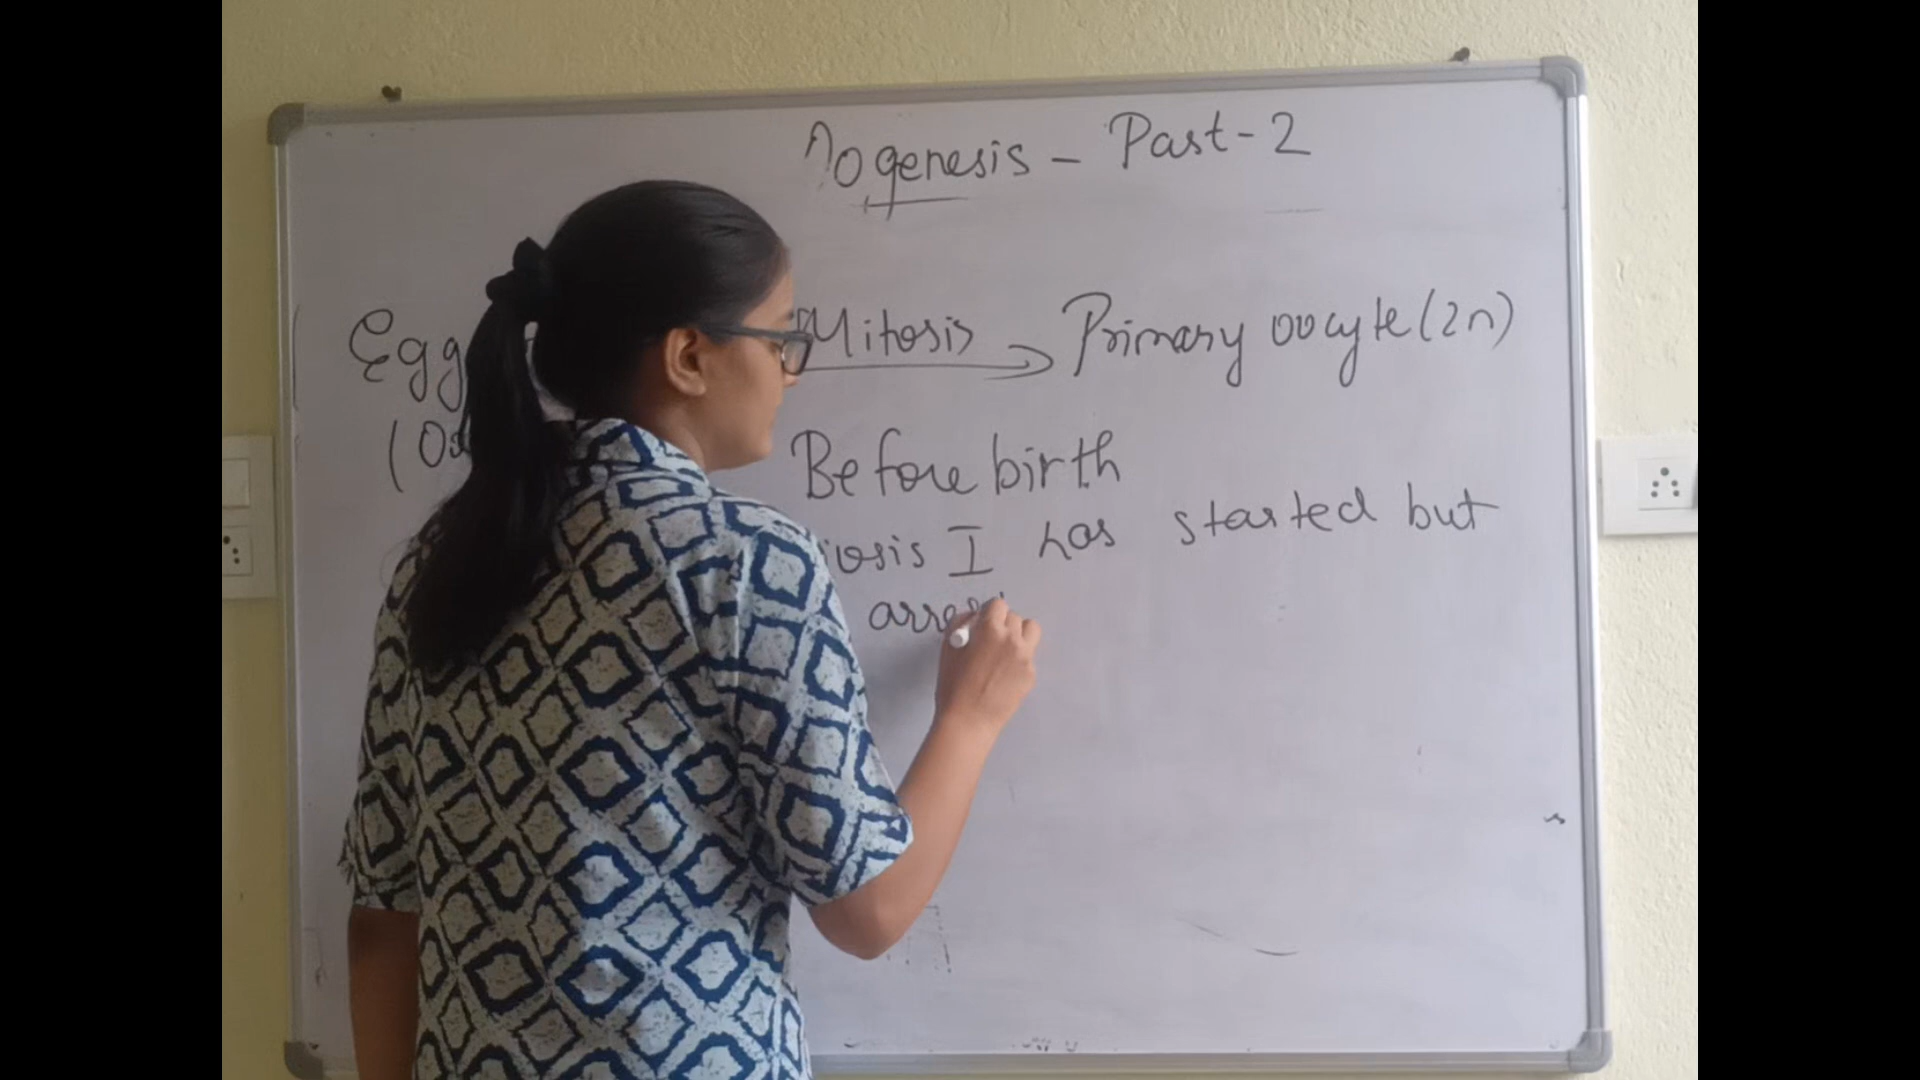 ogenesis - Part-2
Egg Mitosis Primary oocyte (2n)
Before birth
iosis I has started but
arres